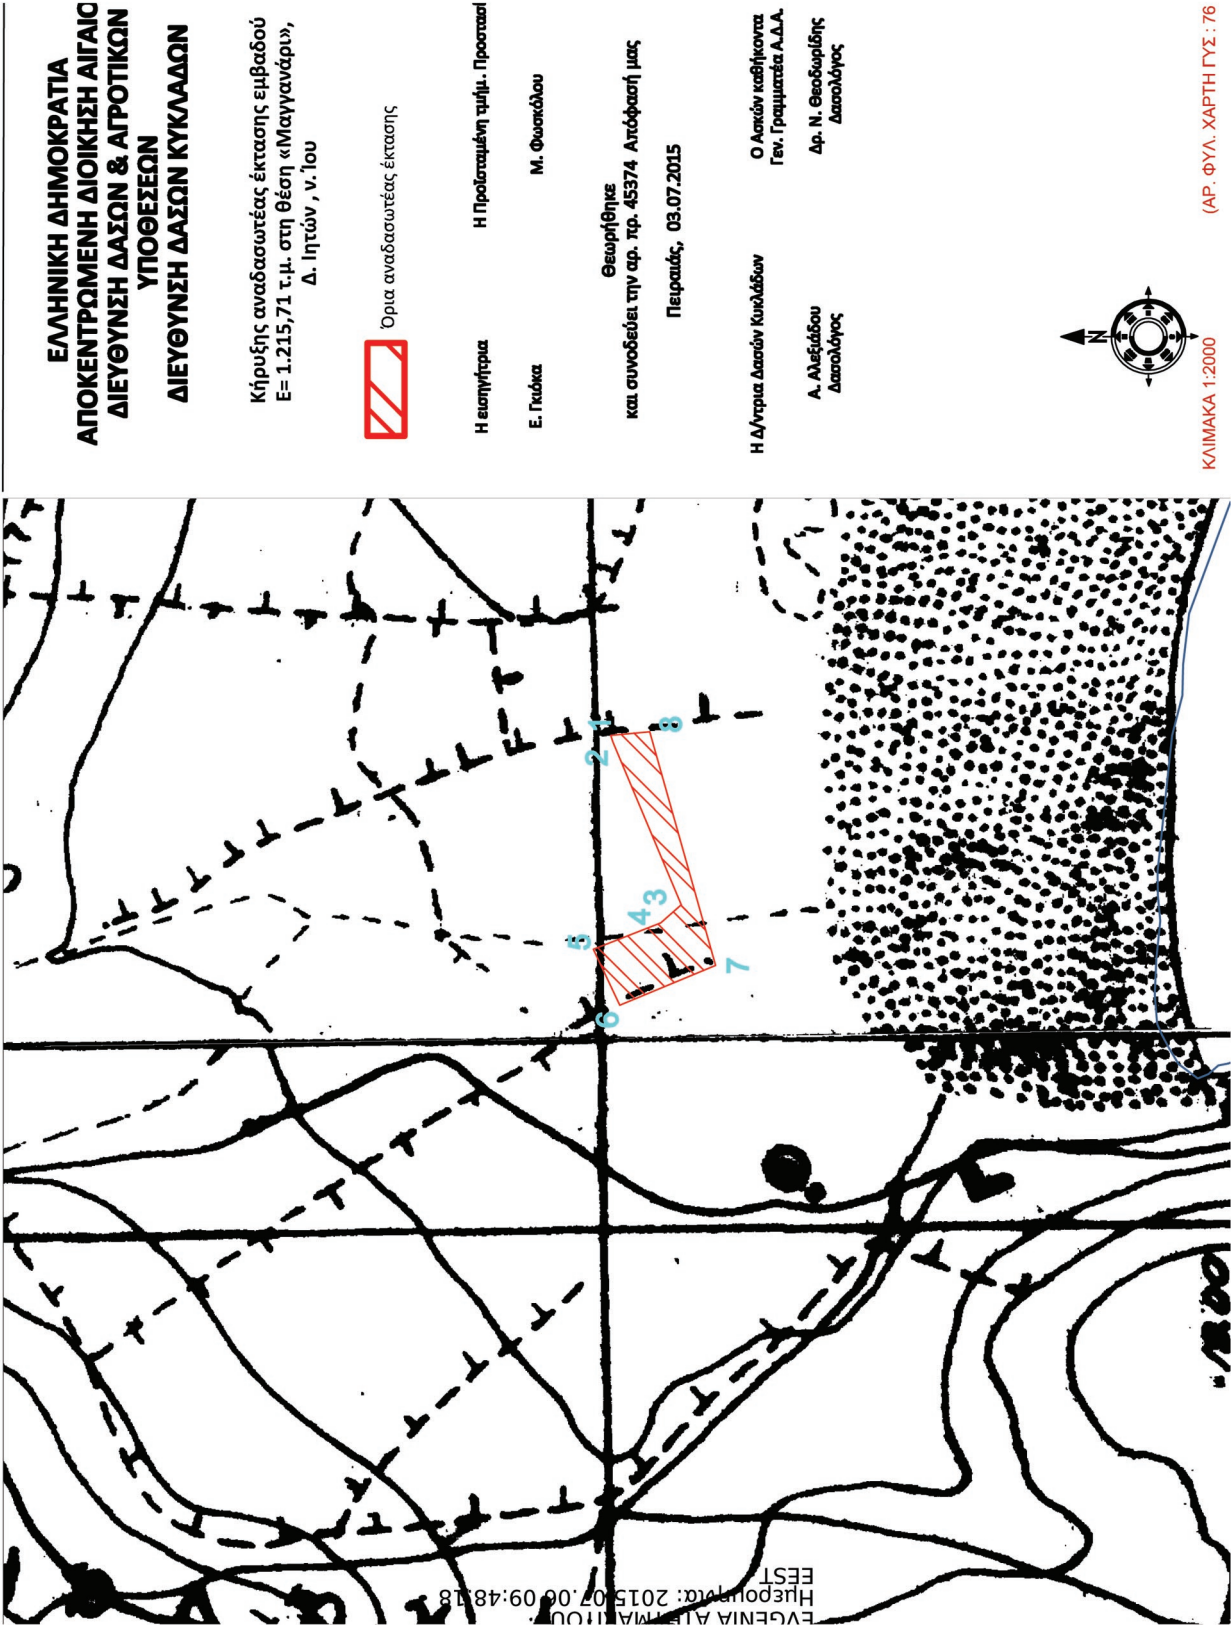 ΕΛΛΗΝΙΚΗ ΔΗΜΟΚΡΑΤΙΑ
ΑΠΟΚΕΝΤΡΩΜΕΝΗ ΔΙΟΙΚΗΣΗ ΑΙΓΑΙΟ
ΔΙΕΥΘΥΝΣΗ ΔΑΣΩΝ & ΑΓΡΟΤΙΚΩΝ
ΥΠΟΘΕΣΕΩΝ
ΔΙΕΥΘΥΝΣΗ ΔΑΣΩΝ ΚΥΚΛΑΔΩΝ
Κήρυξης αναδασωτέας έκτασης εμβαδού
Ε= 1.215,71 τ.μ. στη θέση «Μαγγανάρι»,
Δ. Ιητών , ν. Ίου
Όρια αναδασωτέας έκτασης
Η εισηγήτρια
Η Προϊσταμένη τμήμ. Προστασί
Ε. Γκιόκα
Μ. Φωσκόλου
Θεωρήθηκε
και συνοδεύει την αρ. πρ. 45374 Απόφασή μας
Πειραιάς, 03.07.2015
Η Δ/ντρια Δασών Κυκλάδων
Ο Ασκών καθήκοντα
Γεν. Γραμματέα Α.Δ.Α.
Α. Αλεξιάδου
Δασολόγος
Δρ. Ν. Θεοδωρίδης
Δασολόγος
N
ΚΛΙΜΑΚΑ 1:2000
(ΑΡ. ΦΥΛ. ΧΑΡΤΗ ΓΥΣ : 76
1
2
3
4
5
6
7
8
EVGENIA
Ημερομηνία: 2015.07.06 09:48:18
EEST